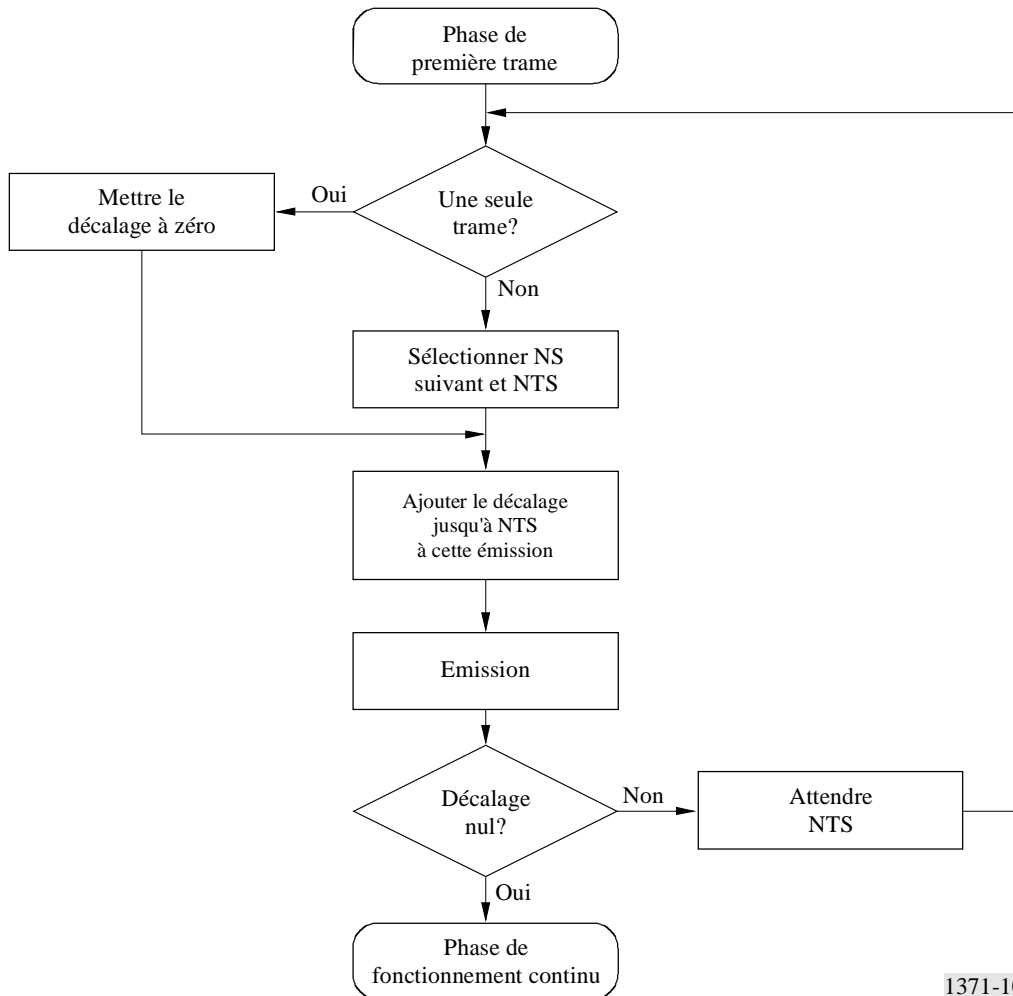 Phase de
première trame
Une seule
trame?
Oui
Mettre le
décalage à zéro
Non
Sélectionner NS
suivant et NTS
Ajouter le décalage
jusqu'à NTS
à cette émission
Emission
Décalage
nul?
Non
Attendre
NTS
Oui
Phase de
fonctionnement continu